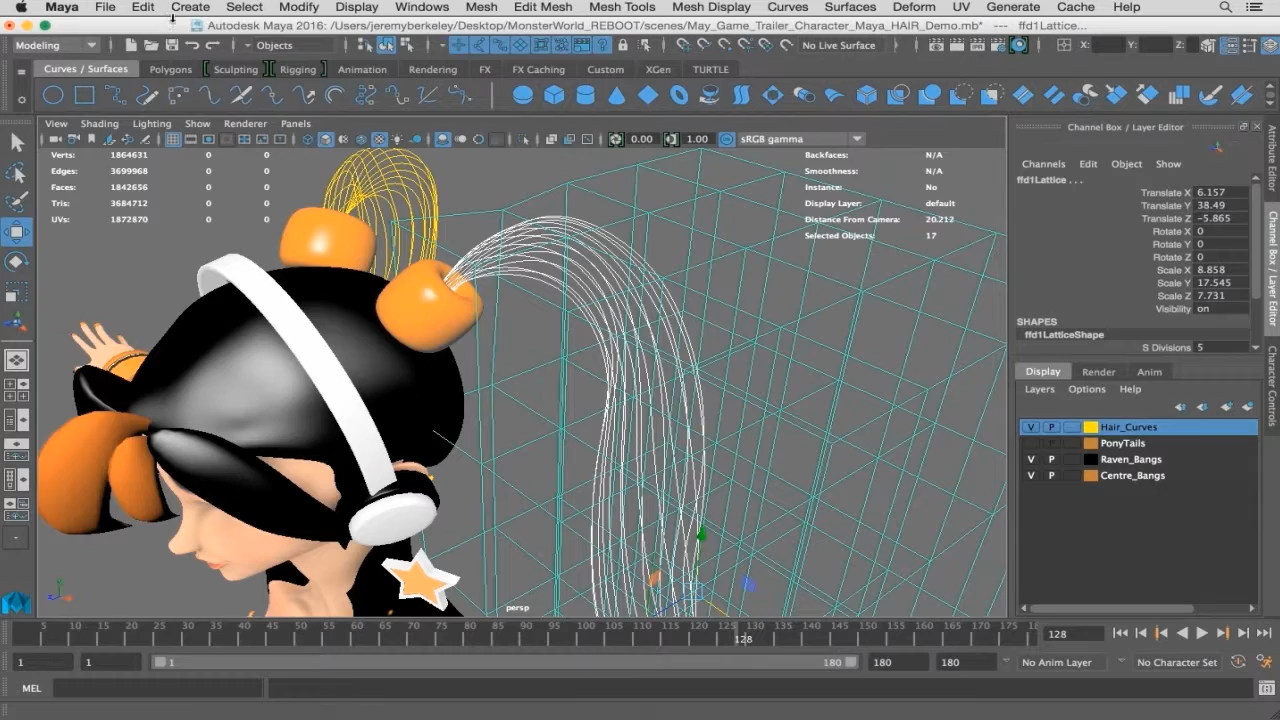 Maya File Edit Create Select Modify Display Windows Mesh Edit Mesh Mesh Tools Mesh Display Curves Surfaces Deform UV Generate Cache Help
Autodesk Maya 2016: /Users/jeremyberkeley/Desktop/MonsterWorld_REBOOT/scenes/May_Game_Trailer_Character_Maya_HAIR_Demo.mb* --- ffd1Lattice...
Modeling Objects No Live Surface X: Y: Z:
Curves / Surfaces Polygons Sculpting Rigging Animation Rendering FX FX Caching Custom XGen TURTLE
View Shading Lighting Show Renderer Panels
0.00 1.00 sRGB gamma
Verts: 1864631 0 0
Edges: 3699968 0 0
Faces: 1842656 0 0
Tris: 3684712 0 0
UVs: 1872870 0 0
Backfaces: N/A
Smoothness: N/A
Instance: No
Display Layer: default
Distance From Camera: 20.212
Selected Objects: 17
persp
Channel Box / Layer Editor
Channels Edit Object Show
ffd1Lattice . . .
Translate X 6.157
Translate Y 38.49
Translate Z -5.865
Rotate X 0
Rotate Y 0
Rotate Z 0
Scale X 8.858
Scale Y 17.545
Scale Z 7.731
Visibility on
SHAPES
ffd1LatticeShape
S Divisions 5
Display Render Anim
Layers Options Help
V P Hair_Curves
PonyTails
V P Raven_Bangs
V P Centre_Bangs
Attribute Editor
Channel Box / Layer Editor
Character Controls
5 10 15 20 25 30 35 40 45 50 55 60 65 70 75 80 85 90 95 100 105 110 115 120 125 130 135 140 145 150 155 160 165 170 175 18
128
128
1 1 1 180 180 180 No Anim Layer No Character Set
MEL